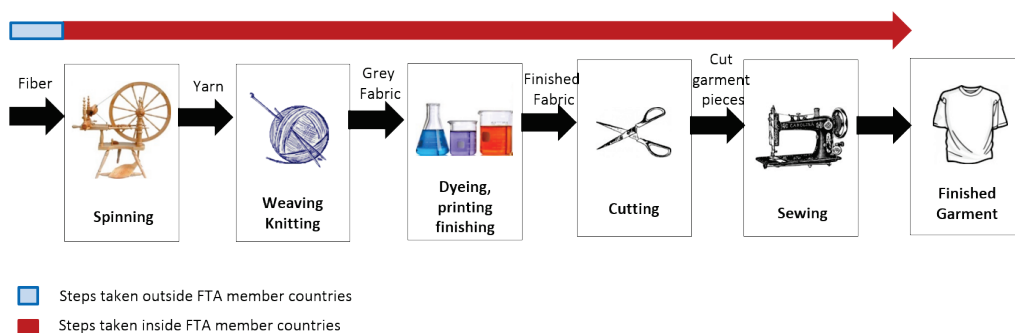 Fiber
Yarn
Grey
Fabric
Finished
Fabric
Cut
garment
pieces
Spinning
Weaving
Knitting
Dyeing,
printing
finishing
Cutting
Sewing
Finished
Garment
Steps taken outside FTA member countries
Steps taken inside FTA member countries